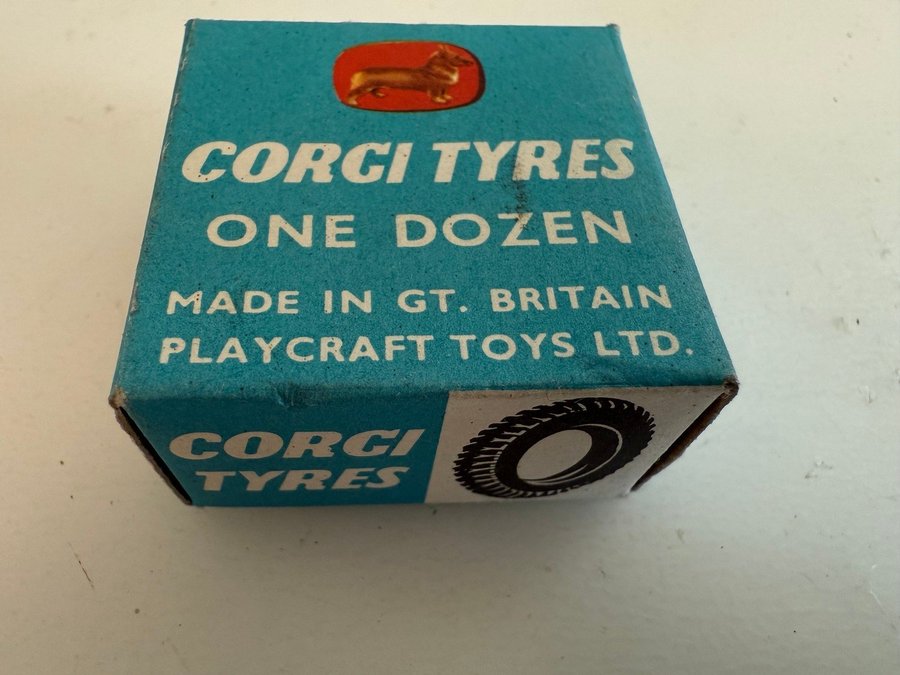 CORGI TYRES
ONE DOZEN
MADE IN GT. BRITAIN
PLAYCRAFT TOYS LTD.
CORGI
TYRES